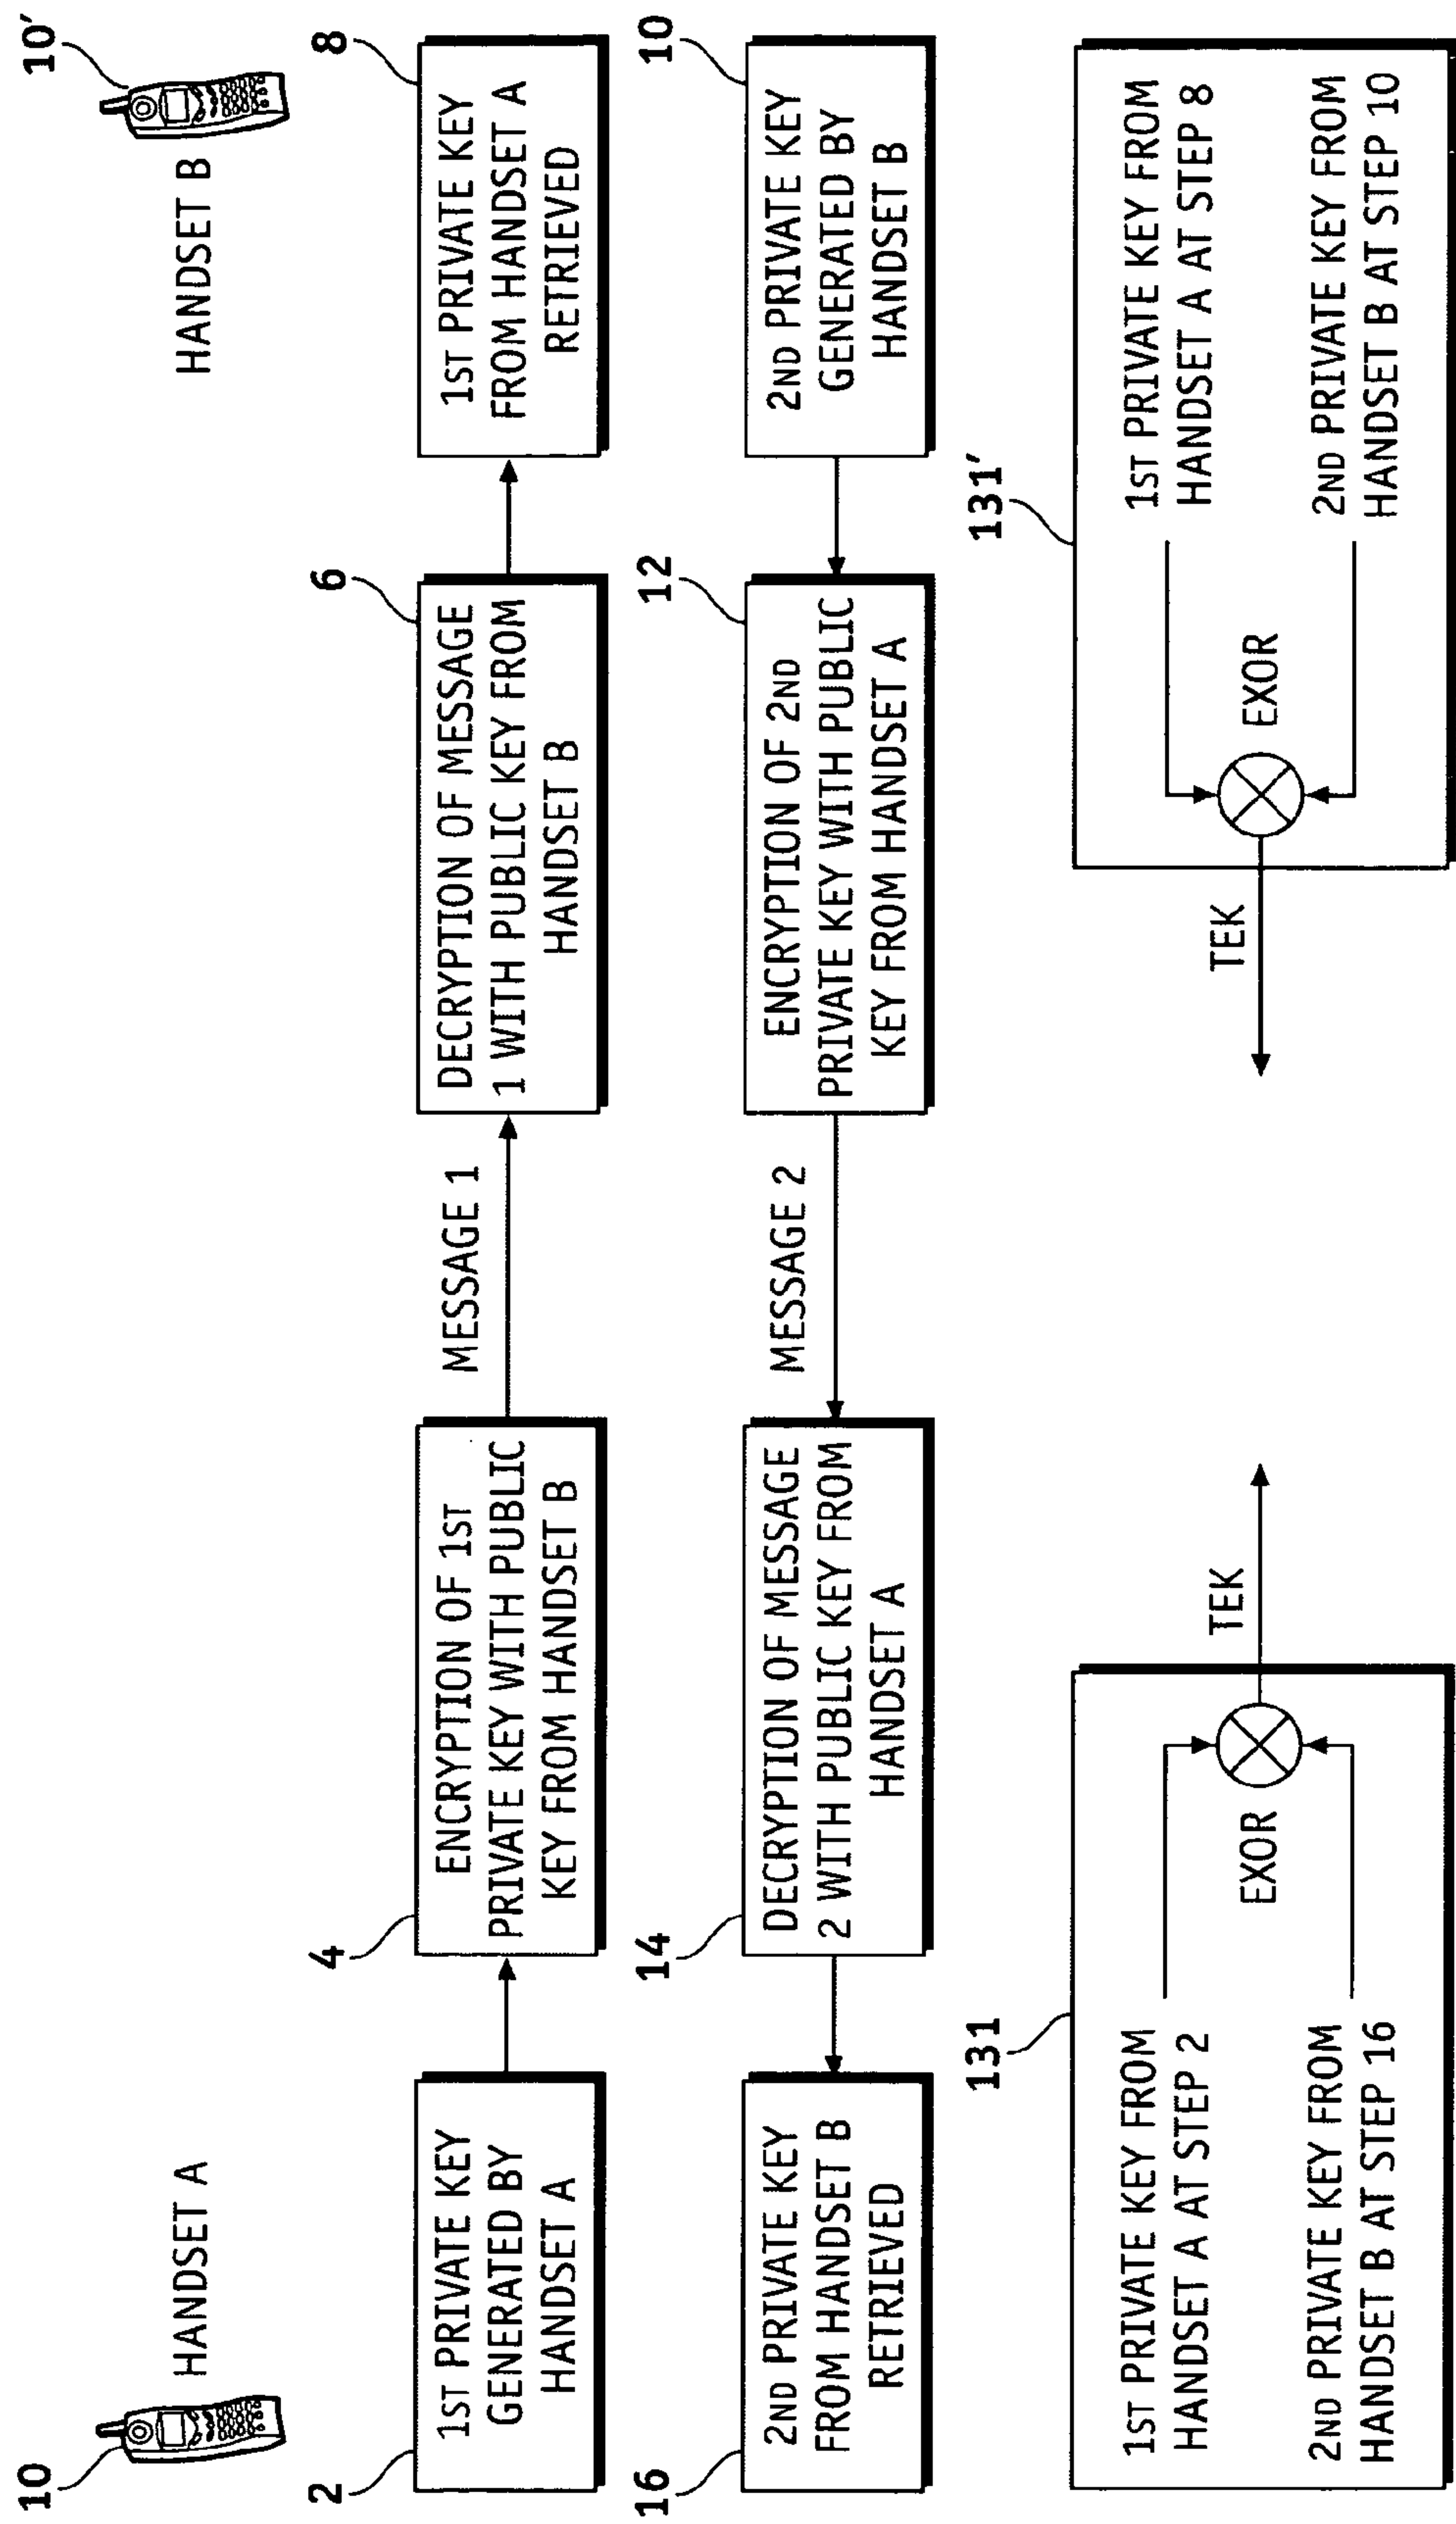 10
HANDSET A
HANDSET B
10′
2
1ST PRIVATE KEY
GENERATED BY
HANDSET A
4
ENCRYPTION OF 1ST
PRIVATE KEY WITH PUBLIC
KEY FROM HANDSET B
MESSAGE 1
6
DECRYPTION OF MESSAGE
1 WITH PUBLIC KEY FROM
HANDSET B
8
1ST PRIVATE KEY
FROM HANDSET A
RETRIEVED
16
2ND PRIVATE KEY
FROM HANDSET B
RETRIEVED
14
DECRYPTION OF MESSAGE
2 WITH PUBLIC KEY FROM
HANDSET A
MESSAGE 2
12
ENCRYPTION OF 2ND
PRIVATE KEY WITH PUBLIC
KEY FROM HANDSET A
10
2ND PRIVATE KEY
GENERATED BY
HANDSET B
131
1ST PRIVATE KEY FROM
HANDSET A AT STEP 2
EXOR
2ND PRIVATE KEY FROM
HANDSET B AT STEP 16
TEK
131′
TEK
EXOR
1ST PRIVATE KEY FROM
HANDSET A AT STEP 8
2ND PRIVATE KEY FROM
HANDSET B AT STEP 10